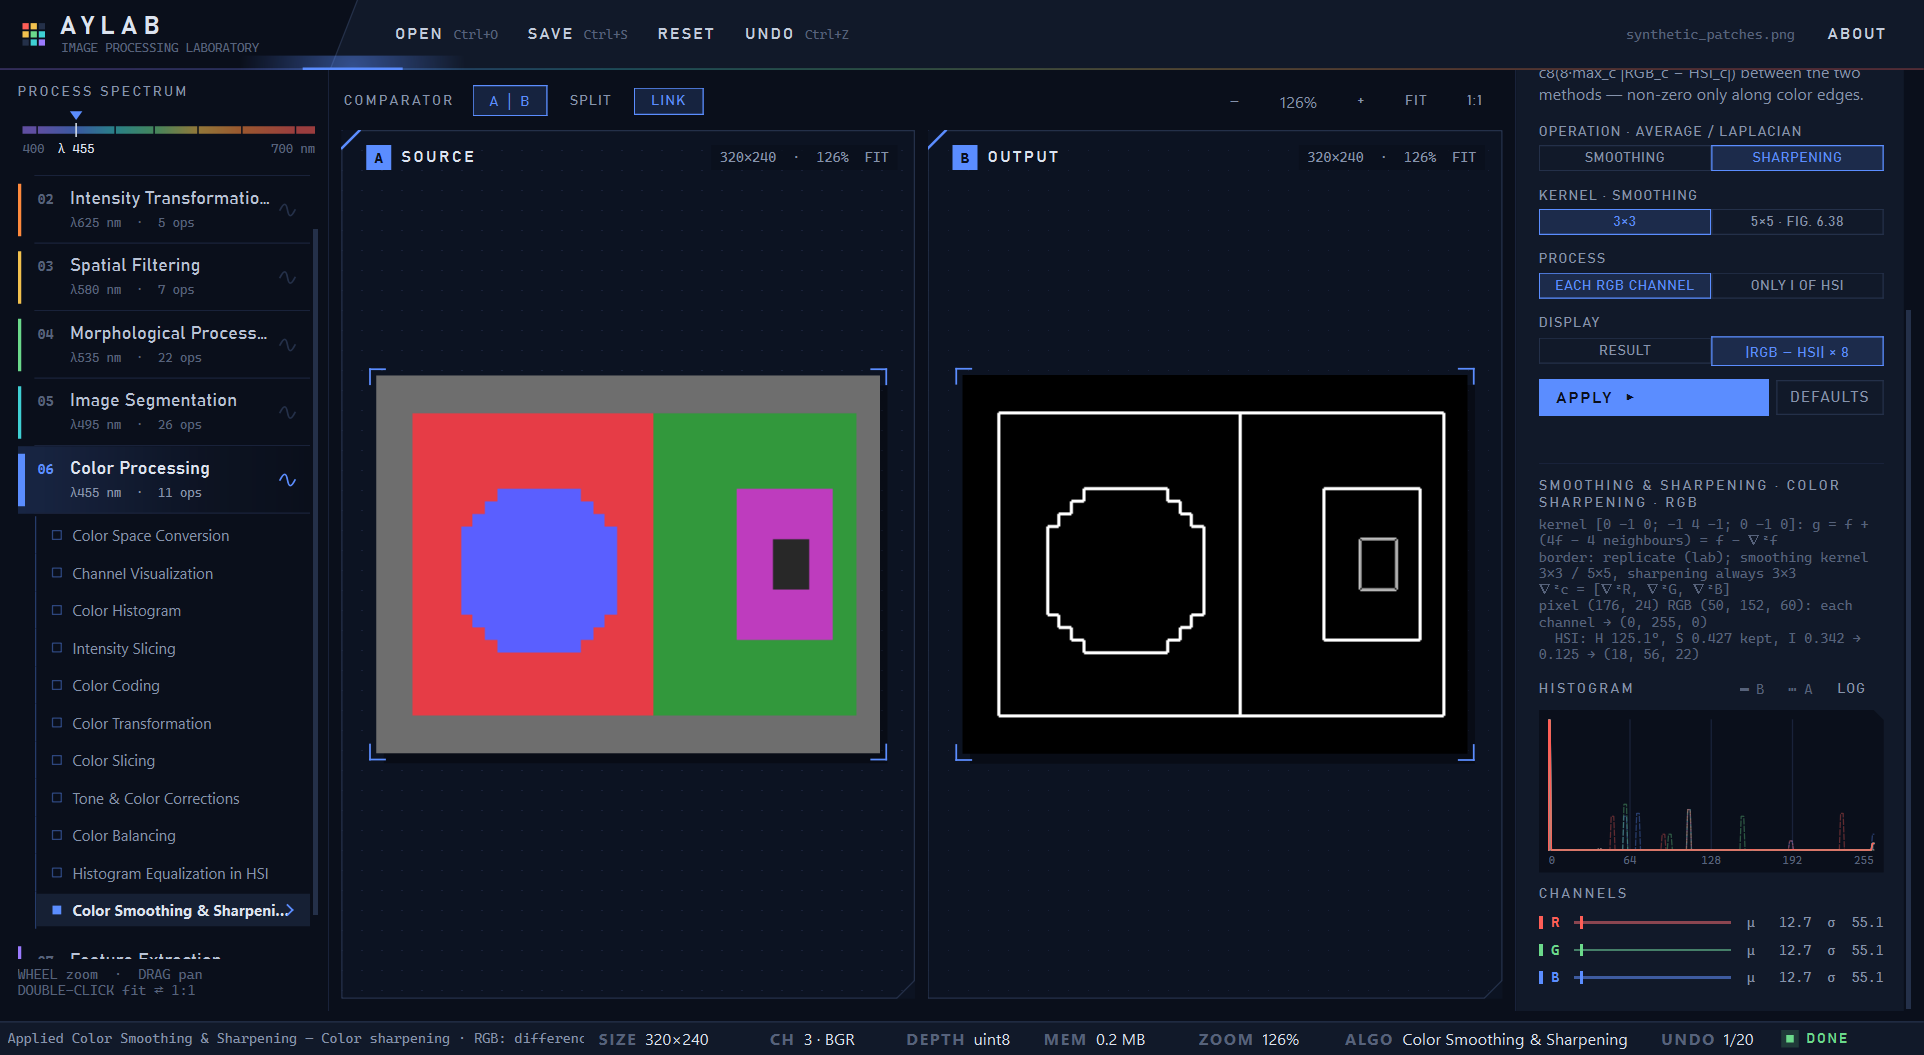 AYLAB
IMAGE PROCESSING LABORATORY
OPEN Ctrl+O SAVE Ctrl+S RESET UNDO Ctrl+Z
synthetic_patches.png ABOUT
PROCESS SPECTRUM
400 λ 455 700 nm
02 Intensity Transformatio…
λ625 nm · 5 ops
03 Spatial Filtering
λ580 nm · 7 ops
04 Morphological Process…
λ535 nm · 22 ops
05 Image Segmentation
λ495 nm · 26 ops
06 Color Processing
λ455 nm · 11 ops
Color Space Conversion
Channel Visualization
Color Histogram
Intensity Slicing
Color Coding
Color Transformation
Color Slicing
Tone & Color Corrections
Color Balancing
Histogram Equalization in HSI
Color Smoothing & Sharpeni…
07 Feature Extraction
WHEEL zoom · DRAG pan
DOUBLE-CLICK fit ⇄ 1:1
COMPARATOR A | B SPLIT LINK
− 126% + FIT 1:1
A SOURCE 320×240 · 126% FIT
B OUTPUT 320×240 · 126% FIT
c8(8·max_c |RGB_c − HSI_c|) between the two
methods — non-zero only along color edges.
OPERATION · AVERAGE / LAPLACIAN
SMOOTHING SHARPENING
KERNEL · SMOOTHING
3×3 5×5 · FIG. 6.38
PROCESS
EACH RGB CHANNEL ONLY I OF HSI
DISPLAY
RESULT |RGB − HSI| × 8
APPLY ▸ DEFAULTS
SMOOTHING & SHARPENING · COLOR
SHARPENING · RGB
kernel [0 −1 0; −1 4 −1; 0 −1 0]: g = f +
(4f − 4 neighbours) = f − ∇²f
border: replicate (lab); smoothing kernel
3×3 / 5×5, sharpening always 3×3
∇²c = [∇²R, ∇²G, ∇²B]
pixel (176, 24) RGB (50, 152, 60): each
channel → (0, 255, 0)
HSI: H 125.1°, S 0.427 kept, I 0.342 →
0.125 → (18, 56, 22)
HISTOGRAM B A LOG
0 64 128 192 255
CHANNELS
R μ 12.7 σ 55.1
G μ 12.7 σ 55.1
B μ 12.7 σ 55.1
Applied Color Smoothing & Sharpening — Color sharpening · RGB: differenc
SIZE 320×240 CH 3 · BGR DEPTH uint8 MEM 0.2 MB ZOOM 126% ALGO Color Smoothing & Sharpening UNDO 1/20 DONE